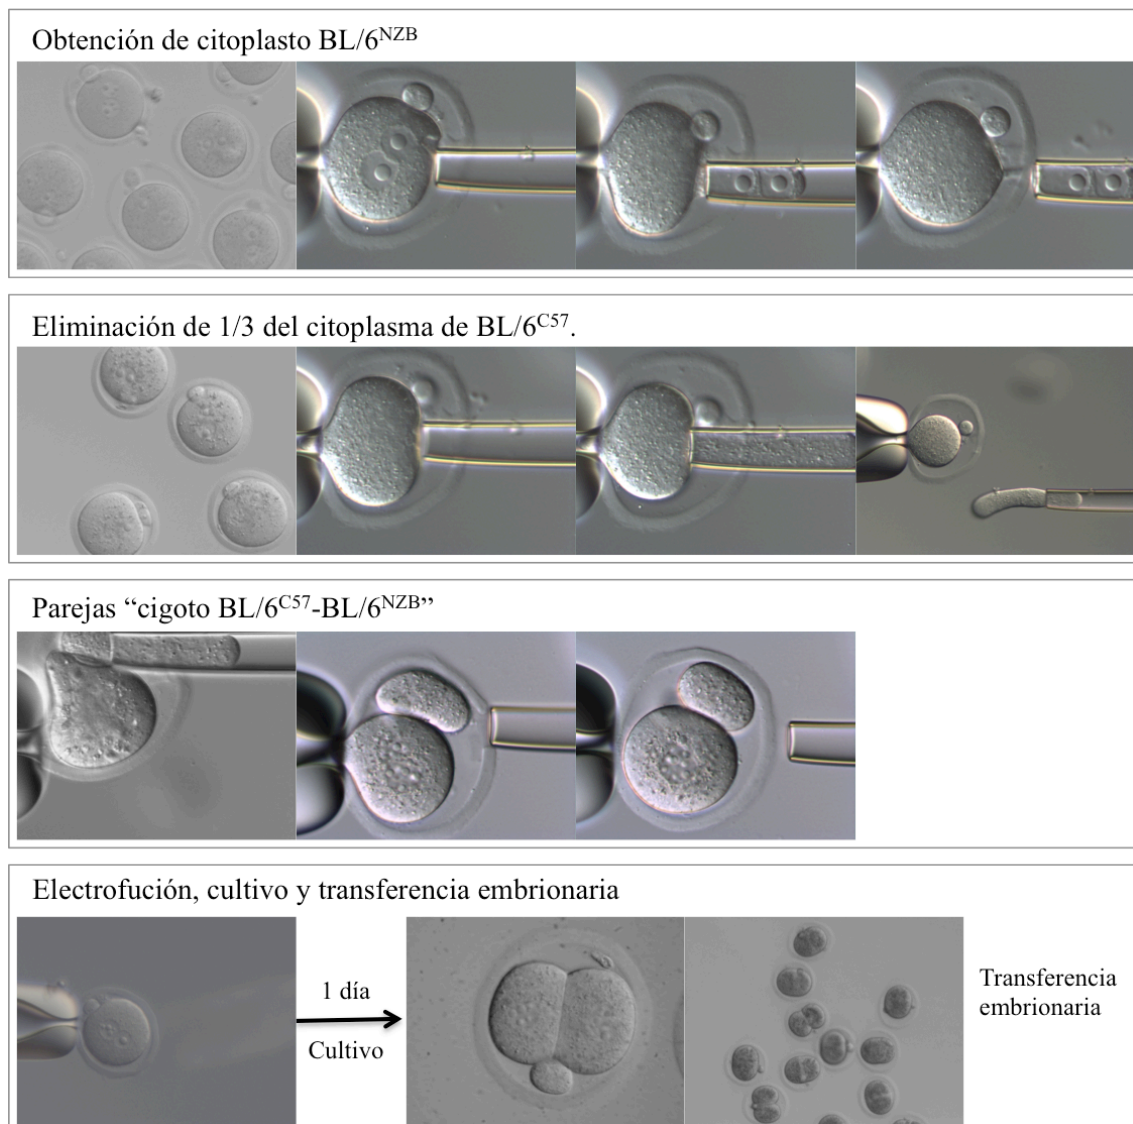 Obtención de citoplasto BL/6NZB
Eliminación de 1/3 del citoplasma de BL/6C57.
Parejas “cigoto BL/6C57-BL/6NZB”
Electrofución, cultivo y transferencia embrionaria
1 día
Cultivo
Transferencia
embrionaria